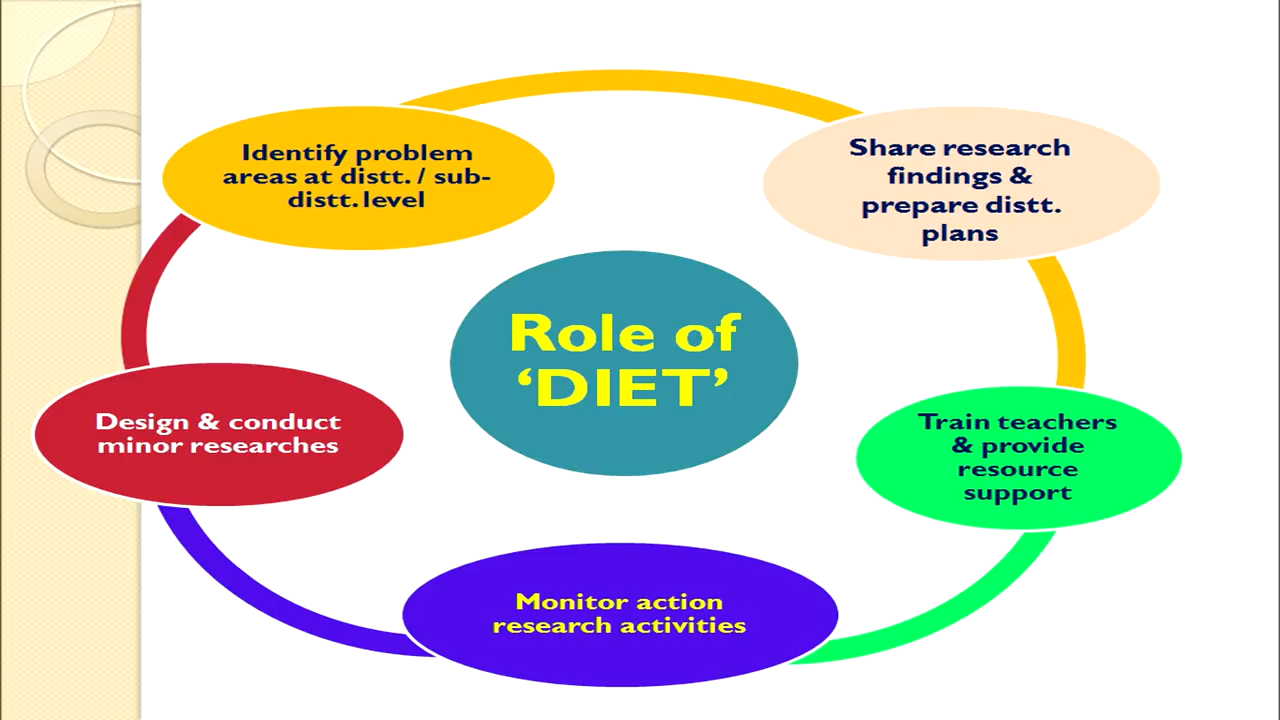 Identify problem
areas at distt. / sub-
distt. level
Share research
findings &
prepare distt.
plans
Role of
‘DIET’
Design & conduct
minor researches
Train teachers
& provide
resource
support
Monitor action
research activities